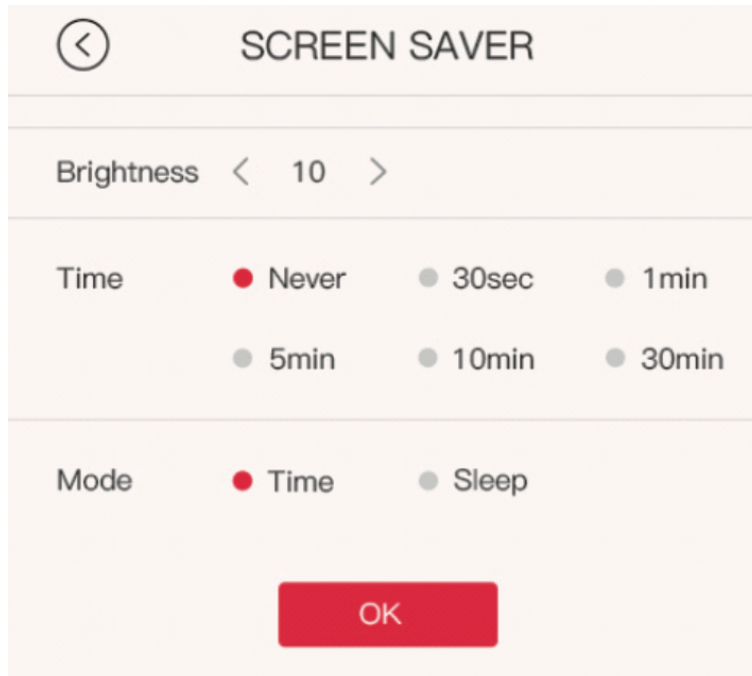 SCREEN SAVER
Brightness < 10 >
Time Never 30sec 1min
5min 10min 30min
Mode Time Sleep
OK